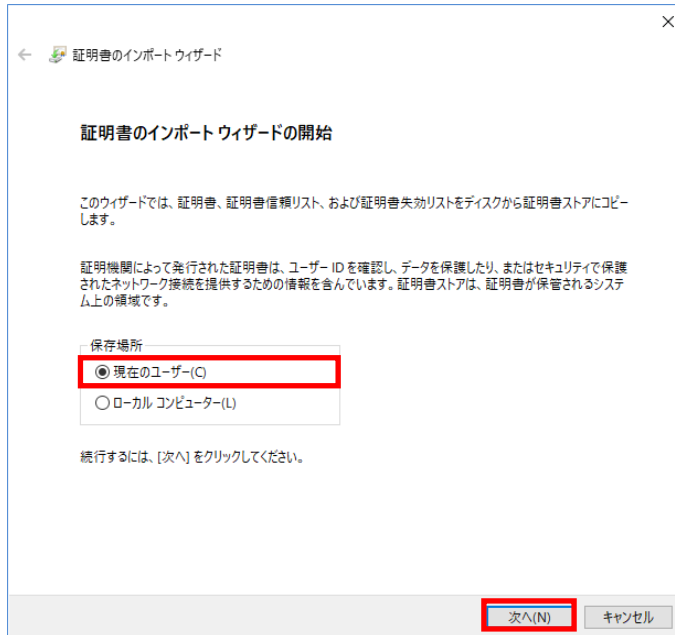 証明書のインポート ウィザード
証明書のインポート ウィザードの開始
このウィザードでは、証明書、証明書信頼リスト、および証明書失効リストをディスクから証明書ストアにコピー
します。
証明機関によって発行された証明書は、ユーザー ID を確認し、データを保護したり、またはセキュリティで保護
されたネットワーク接続を提供するための情報を含んでいます。証明書ストアは、証明書が保管されるシステ
ム上の領域です。
保存場所
現在のユーザー(C)
ローカル コンピューター(L)
続行するには、[次へ] をクリックしてください。
次へ(N)
キャンセル